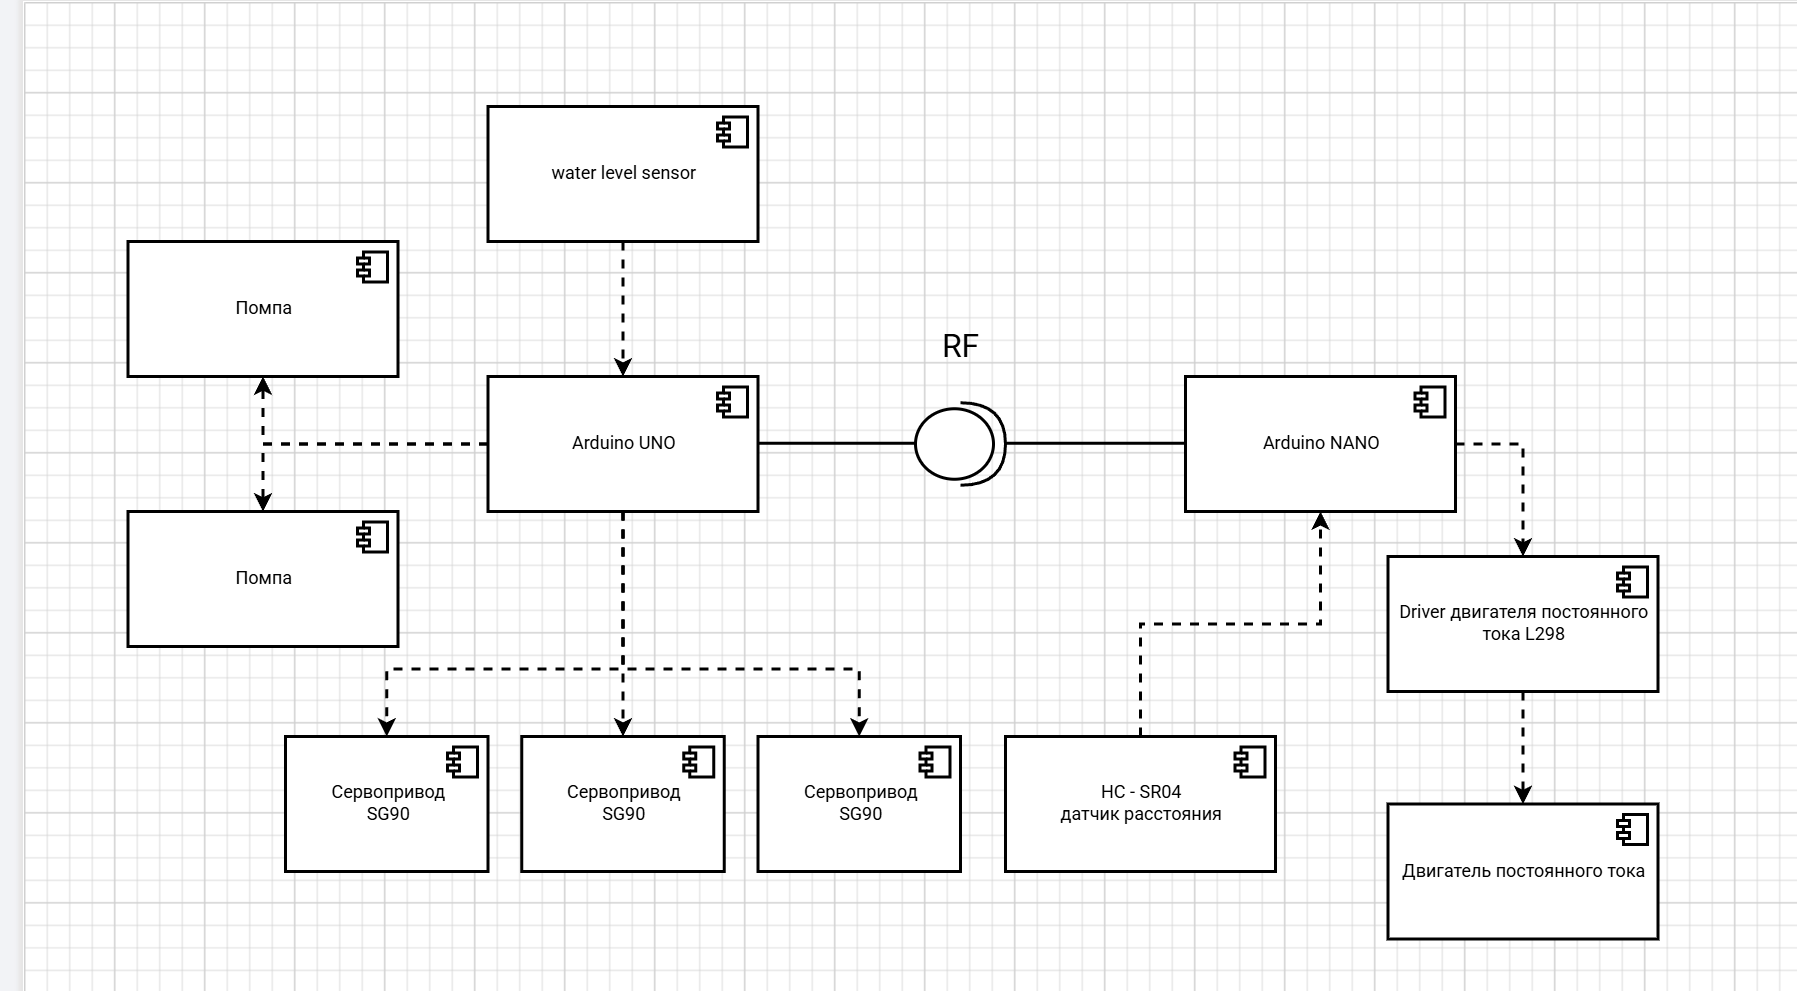 water level sensor
Помпа
RF
Arduino UNO
Arduino NANO
Помпа
Driver двигателя постоянного
тока L298
Сервопривод
SG90
Сервопривод
SG90
Сервопривод
SG90
HC - SR04
датчик расстояния
Двигатель постоянного тока